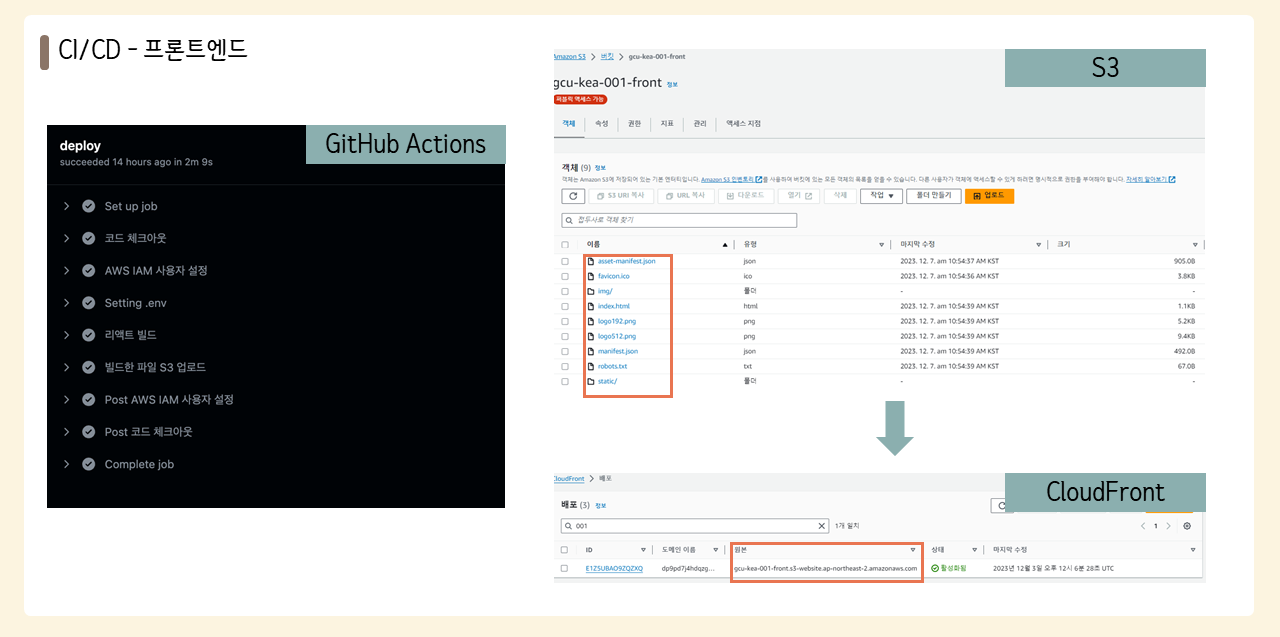 CI/CD - 프론트엔드
GitHub Actions
deploy
succeeded 14 hours ago in 2m 9s
Set up job
코드 체크아웃
AWS IAM 사용자 설정
Setting .env
리액트 빌드
빌드한 파일 S3 업로드
Post AWS IAM 사용자 설정
Post 코드 체크아웃
Complete job
S3
Amazon S3 > 버킷 > gcu-kea-001-front
gcu-kea-001-front 정보
퍼블릭 액세스 가능
객체 속성 권한 지표 관리 액세스 지점
객체 (9) 정보
객체는 Amazon S3에 저장되어 있는 기본 엔터티입니다. Amazon S3 인벤토리를 사용하여 버킷에 있는 모든 객체의 목록을 얻을 수 있습니다. 다른 사용자가 객체에 액세스할 수 있게 하려면 명시적으로 권한을 부여해야 합니다. 자세히 알아보기
S3 URI 복사 URL 복사 다운로드 열기 삭제 작업 폴더 만들기 업로드
접두사로 객체 찾기
이름 유형 마지막 수정 크기
asset-manifest.json json 2023. 12. 7. am 10:54:37 AM KST 905.0B
favicon.ico ico 2023. 12. 7. am 10:54:36 AM KST 3.8KB
img/ 폴더 - -
index.html html 2023. 12. 7. am 10:54:39 AM KST 1.1KB
logo192.png png 2023. 12. 7. am 10:54:39 AM KST 5.2KB
logo512.png png 2023. 12. 7. am 10:54:39 AM KST 9.4KB
manifest.json json 2023. 12. 7. am 10:54:39 AM KST 492.0B
robots.txt txt 2023. 12. 7. am 10:54:39 AM KST 67.0B
static/ 폴더 - -
CloudFront
CloudFront > 배포
배포 (3) 정보
001 1개 일치 1
ID 도메인 이름 원본 상태 마지막 수정
E1Z5UBAO9ZQZXQ dp9pd7j4hdqzg... gcu-kea-001-front.s3-website.ap-northeast-2.amazonaws.com 활성화됨 2023년 12월 3일 오후 12시 6분 28초 UTC